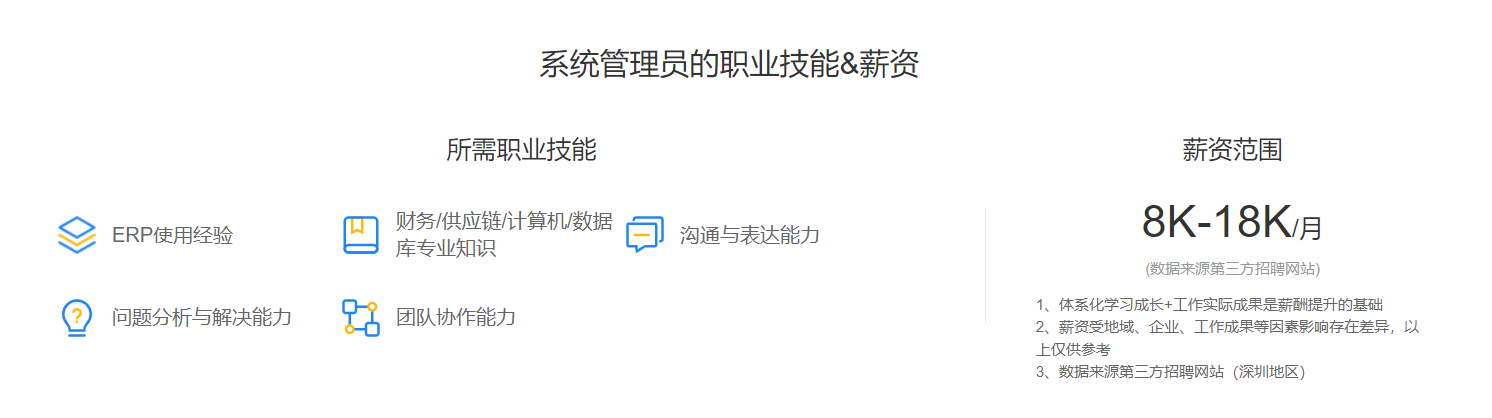 系统管理员的职业技能&薪资
所需职业技能
ERP使用经验
财务/供应链/计算机/数据
库专业知识
沟通与表达能力
问题分析与解决能力
团队协作能力
薪资范围
8K-18K/月
(数据来源第三方招聘网站)
1、体系化学习成长+工作实际成果是薪酬提升的基础
2、薪资受地域、企业、工作成果等因素影响存在差异，以
上仅供参考
3、数据来源第三方招聘网站（深圳地区）